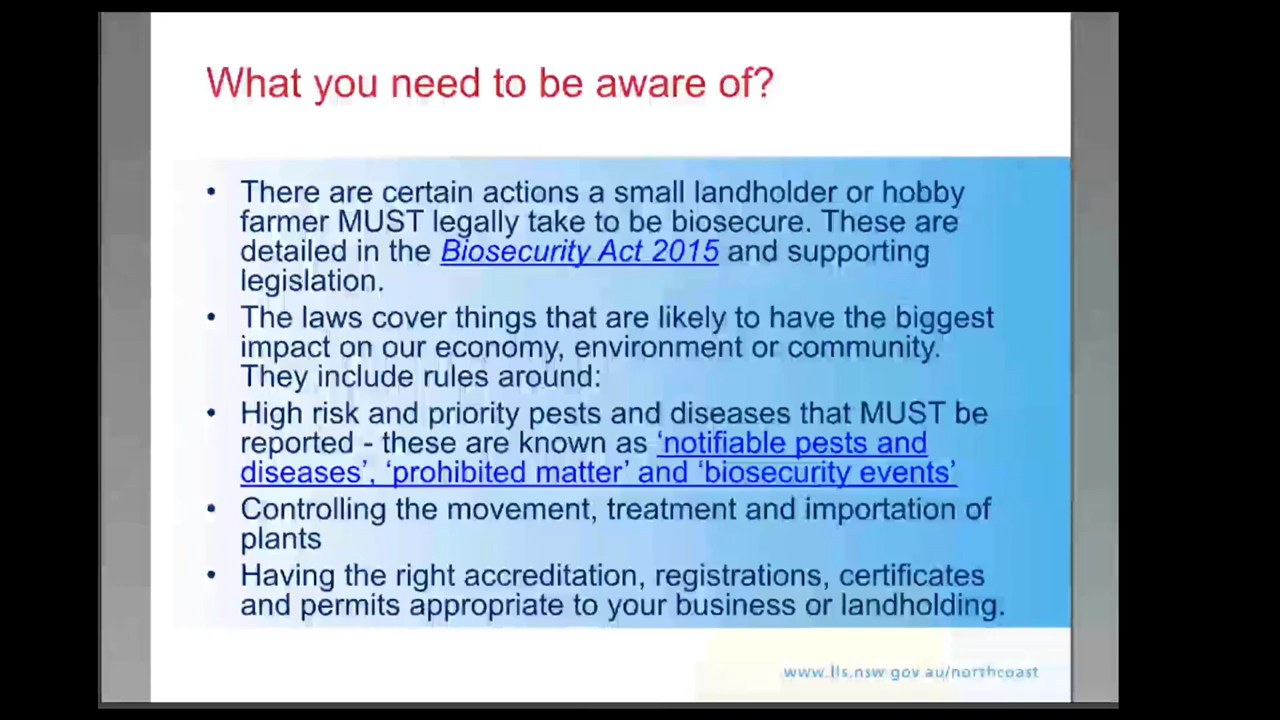 What you need to be aware of?
• There are certain actions a small landholder or hobby
farmer MUST legally take to be biosecure. These are
detailed in the Biosecurity Act 2015 and supporting
legislation.
• The laws cover things that are likely to have the biggest
impact on our economy, environment or community.
They include rules around:
• High risk and priority pests and diseases that MUST be
reported - these are known as ‘notifiable pests and
diseases’, ‘prohibited matter’ and ‘biosecurity events’
• Controlling the movement, treatment and importation of
plants
• Having the right accreditation, registrations, certificates
and permits appropriate to your business or landholding.
www.lls.nsw.gov.au/northcoast